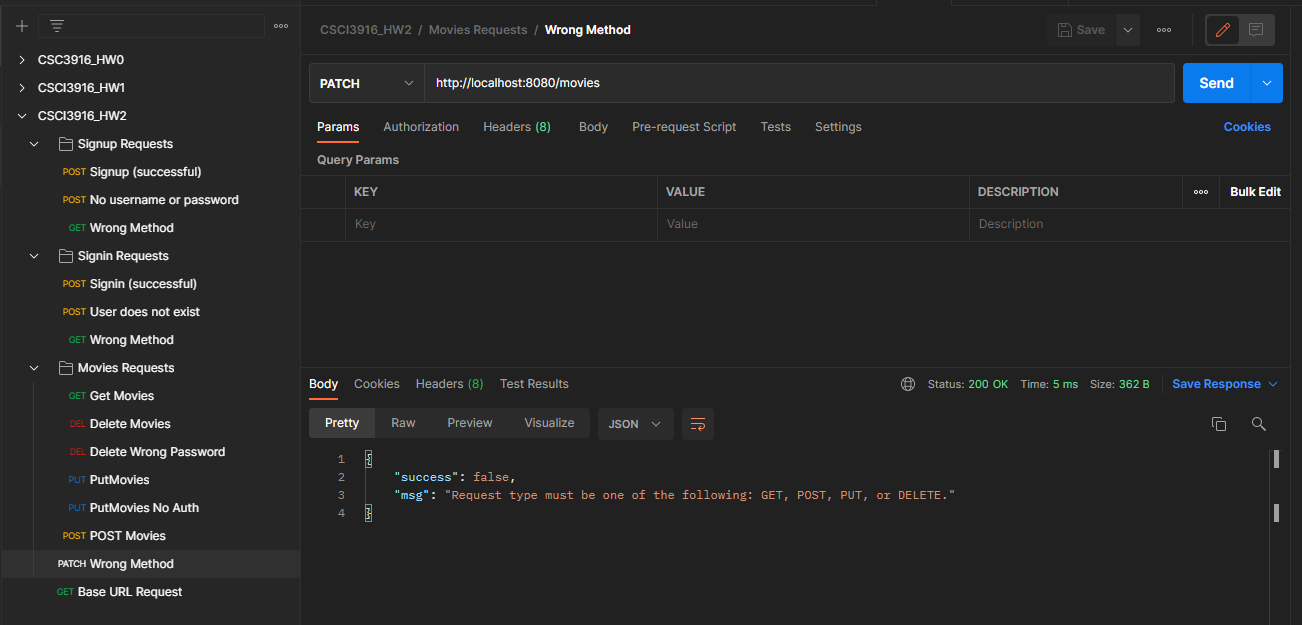 CSC3916_HW0
CSCI3916_HW1
CSCI3916_HW2
Signup Requests
POST Signup (successful)
POST No username or password
GET Wrong Method
Signin Requests
POST Signin (successful)
POST User does not exist
GET Wrong Method
Movies Requests
GET Get Movies
DEL Delete Movies
DEL Delete Wrong Password
PUT PutMovies
PUT PutMovies No Auth
POST POST Movies
PATCH Wrong Method
GET Base URL Request
CSCI3916_HW2 / Movies Requests / Wrong Method
Save
PATCH http://localhost:8080/movies Send
Params Authorization Headers (8) Body Pre-request Script Tests Settings Cookies
Query Params
KEY VALUE DESCRIPTION Bulk Edit
Key Value Description
Body Cookies Headers (8) Test Results Status: 200 OK Time: 5 ms Size: 362 B Save Response
Pretty Raw Preview Visualize JSON
1 {
2 "success": false,
3 "msg": "Request type must be one of the following: GET, POST, PUT, or DELETE."
4 }